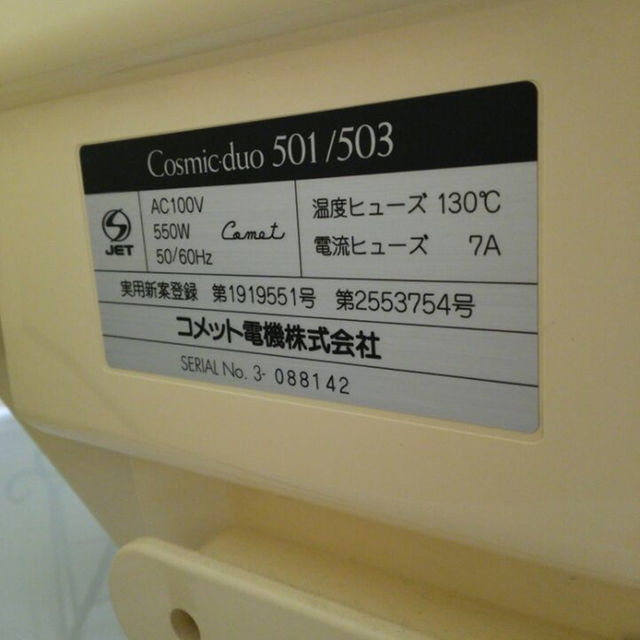 Cosmic·duo 501/503
JET
AC100V
550W
50/60Hz
Comet
温度ヒューズ 130℃
電流ヒューズ 7A
実用新案登録 第1919551号 第2553754号
コメット電機株式会社
SERIAL No. 3- 088142